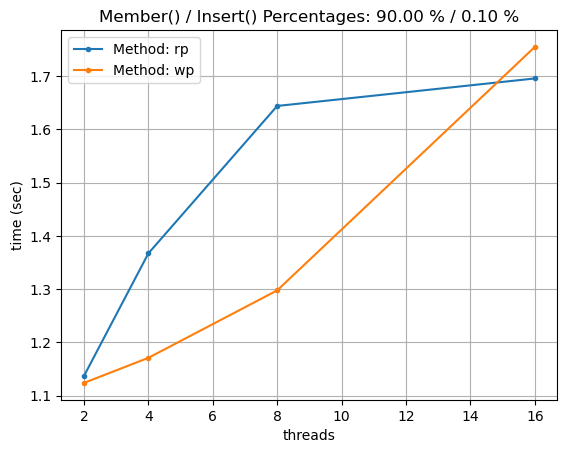 Member() / Insert() Percentages: 90.00 % / 0.10 %
Method: rp
Method: wp
1.7
1.6
1.5
1.4
1.3
1.2
1.1
time (sec)
2 4 6 8 10 12 14 16
threads